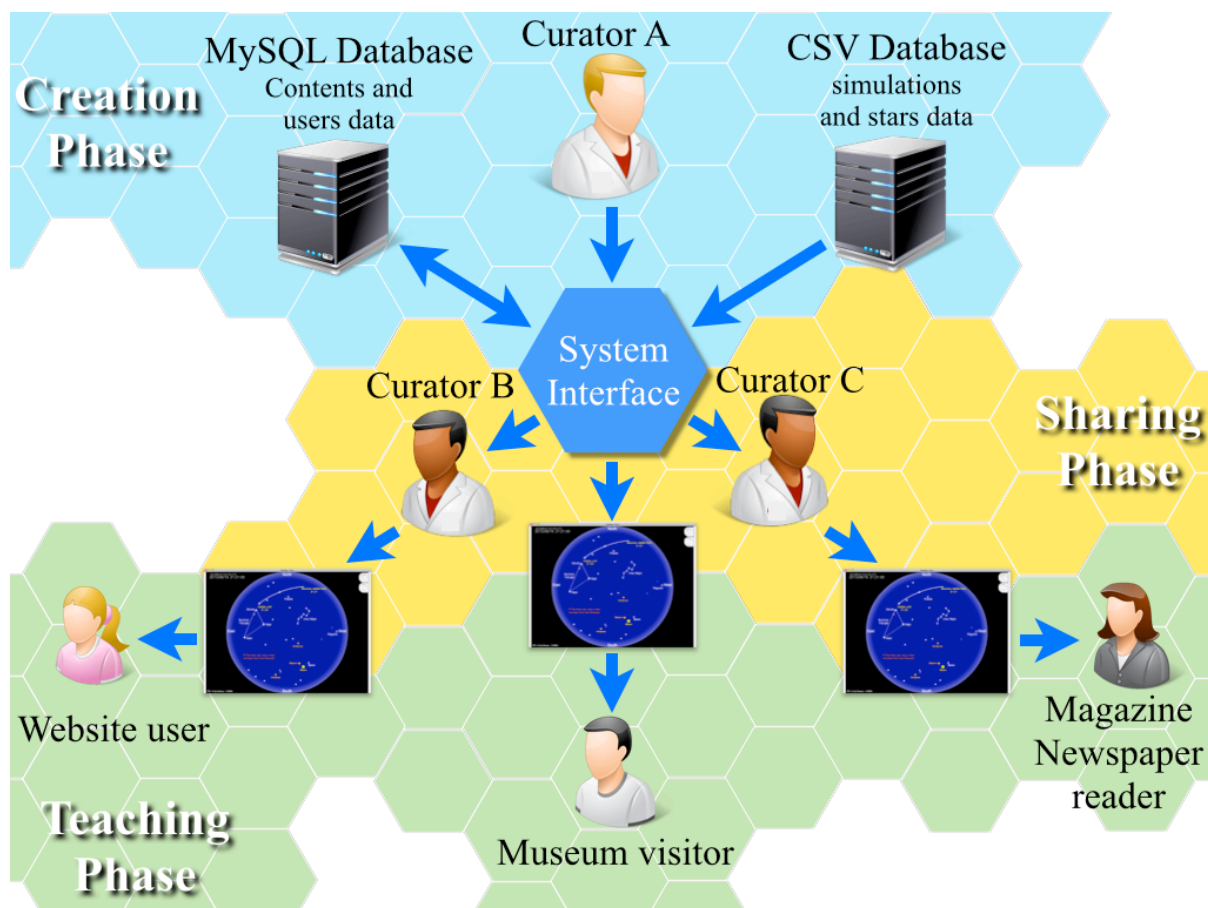 Creation
Phase
MySQL Database
Contents and
users data
Curator A
CSV Database
simulations
and stars data
System
Interface
Curator B
Curator C
Sharing
Phase
Website user
Museum visitor
Magazine
Newspaper
reader
Teaching
Phase